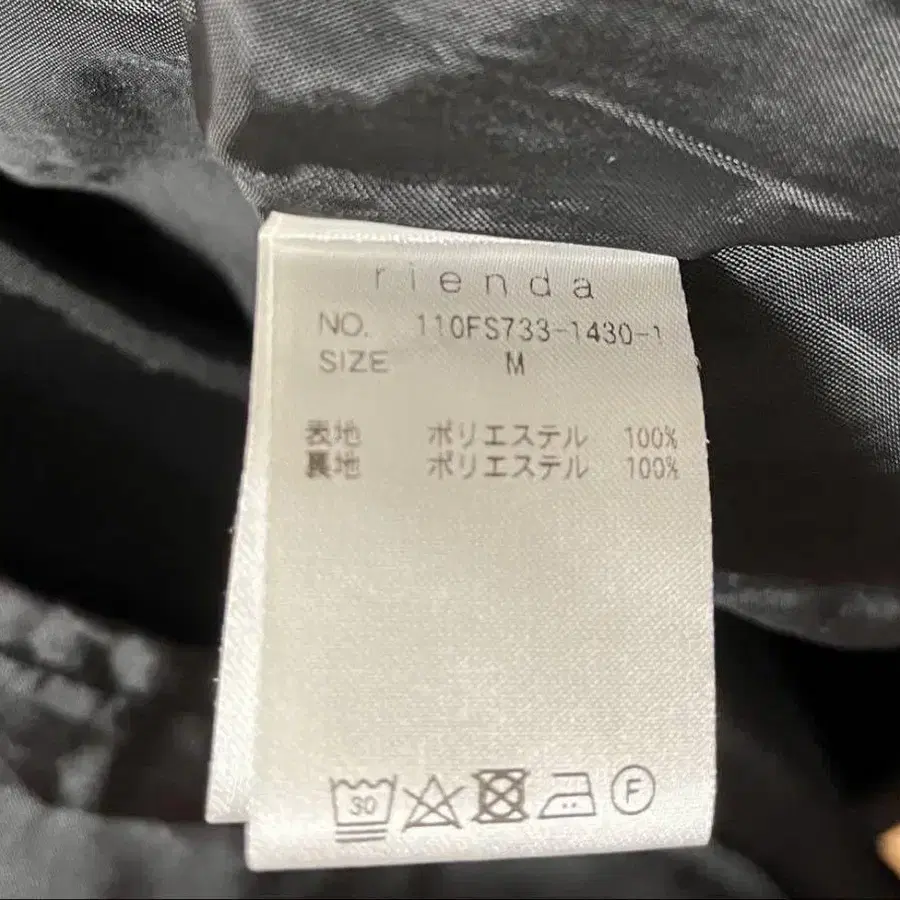 rienda
NO. 110FS733-1430-1
SIZE M
表地 ポリエステル 100%
裏地 ポリエステル 100%
30
F